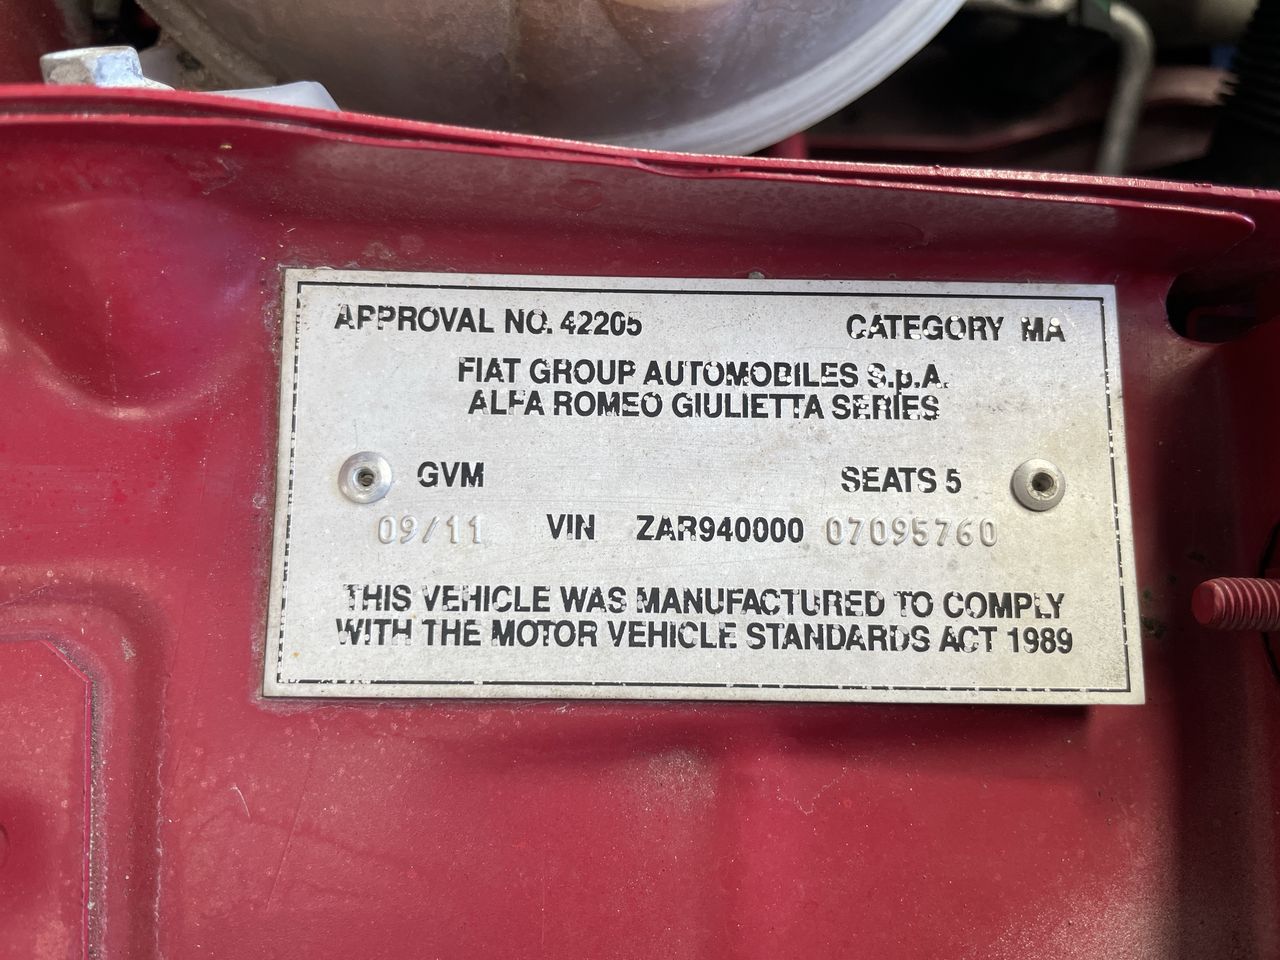 APPROVAL NO. 42205 CATEGORY MA
FIAT GROUP AUTOMOBILES S.p.A.
ALFA ROMEO GIULIETTA SERIES
GVM SEATS 5
09/11 VIN ZAR940000 07095760
THIS VEHICLE WAS MANUFACTURED TO COMPLY
WITH THE MOTOR VEHICLE STANDARDS ACT 1989